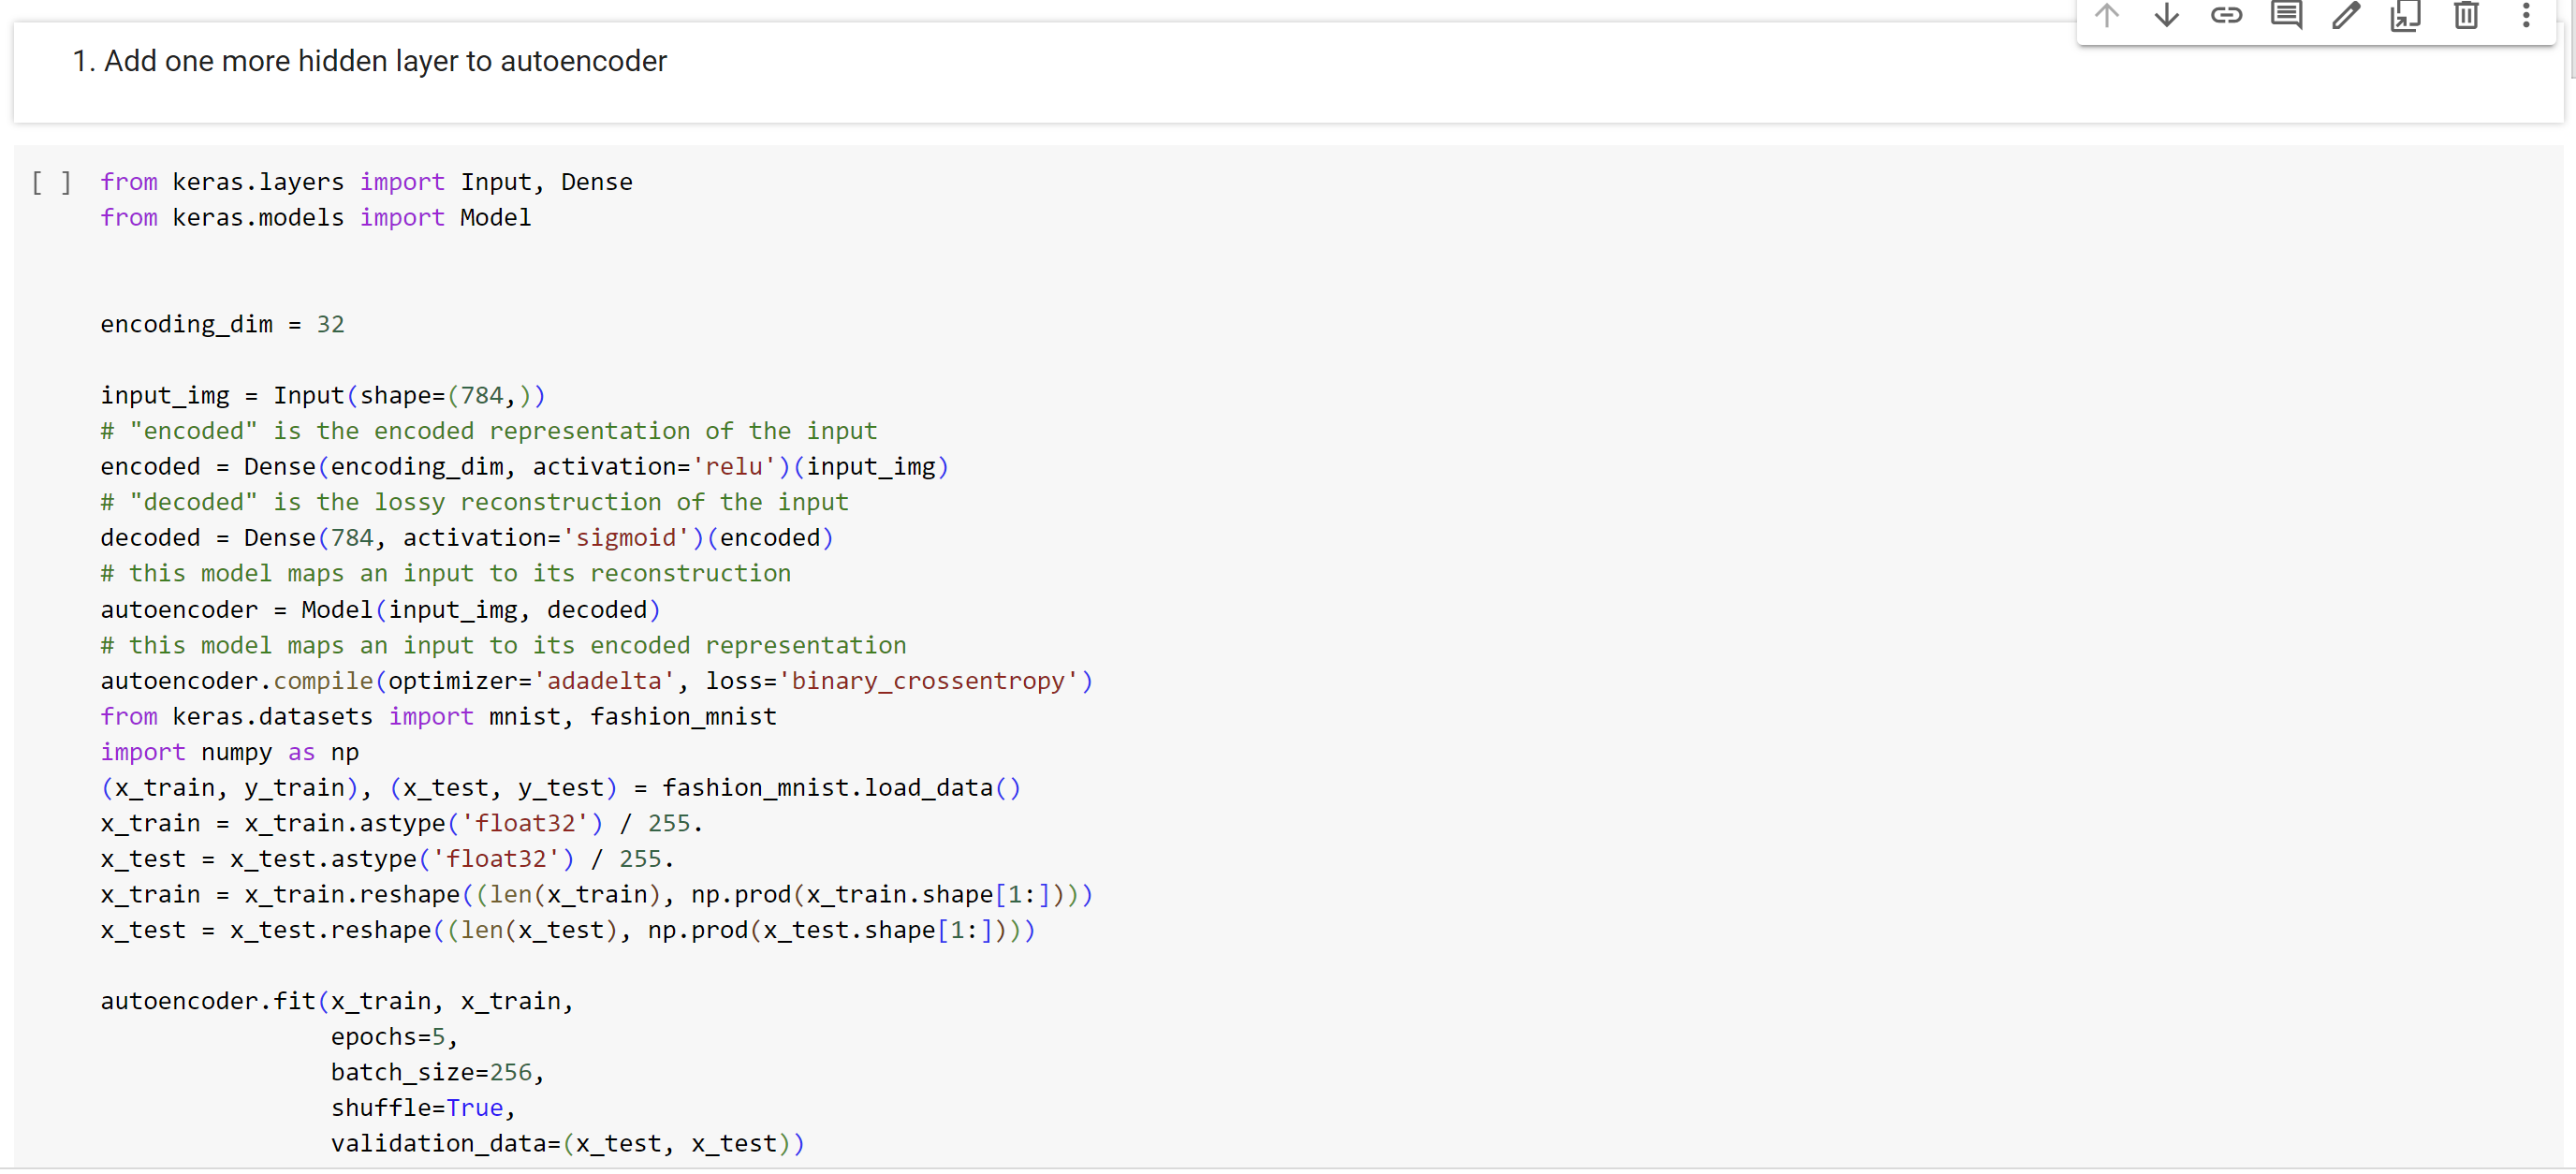 1. Add one more hidden layer to autoencoder
[ ] from keras.layers import Input, Dense
from keras.models import Model
encoding_dim = 32
input_img = Input(shape=(784,))
# "encoded" is the encoded representation of the input
encoded = Dense(encoding_dim, activation='relu')(input_img)
# "decoded" is the lossy reconstruction of the input
decoded = Dense(784, activation='sigmoid')(encoded)
# this model maps an input to its reconstruction
autoencoder = Model(input_img, decoded)
# this model maps an input to its encoded representation
autoencoder.compile(optimizer='adadelta', loss='binary_crossentropy')
from keras.datasets import mnist, fashion_mnist
import numpy as np
(x_train, y_train), (x_test, y_test) = fashion_mnist.load_data()
x_train = x_train.astype('float32') / 255.
x_test = x_test.astype('float32') / 255.
x_train = x_train.reshape((len(x_train), np.prod(x_train.shape[1:])))
x_test = x_test.reshape((len(x_test), np.prod(x_test.shape[1:])))
autoencoder.fit(x_train, x_train,
epochs=5,
batch_size=256,
shuffle=True,
validation_data=(x_test, x_test))